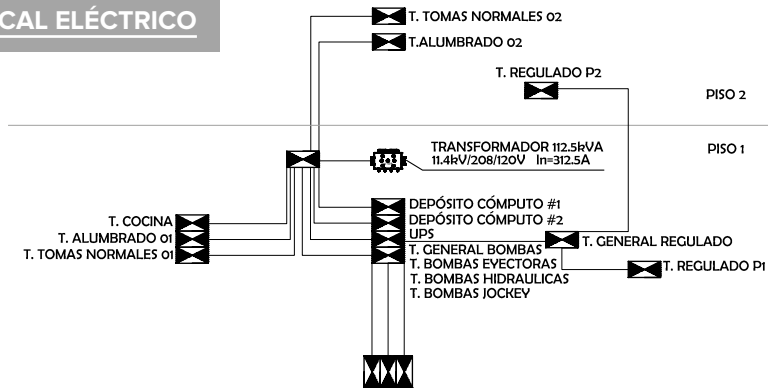 CAL ELÉCTRICO
T. TOMAS NORMALES 02
T.ALUMBRADO 02
T. REGULADO P2
PISO 2
TRANSFORMADOR 112.5kVA
11.4kV/208/120V In=312.5A
PISO 1
DEPÓSITO CÓMPUTO #1
T. COCINA
DEPÓSITO CÓMPUTO #2
T. ALUMBRADO 01
UPS
T. GENERAL REGULADO
T. TOMAS NORMALES 01
T. GENERAL BOMBAS
T. BOMBAS EYECTORAS
T. REGULADO P1
T. BOMBAS HIDRAULICAS
T. BOMBAS JOCKEY